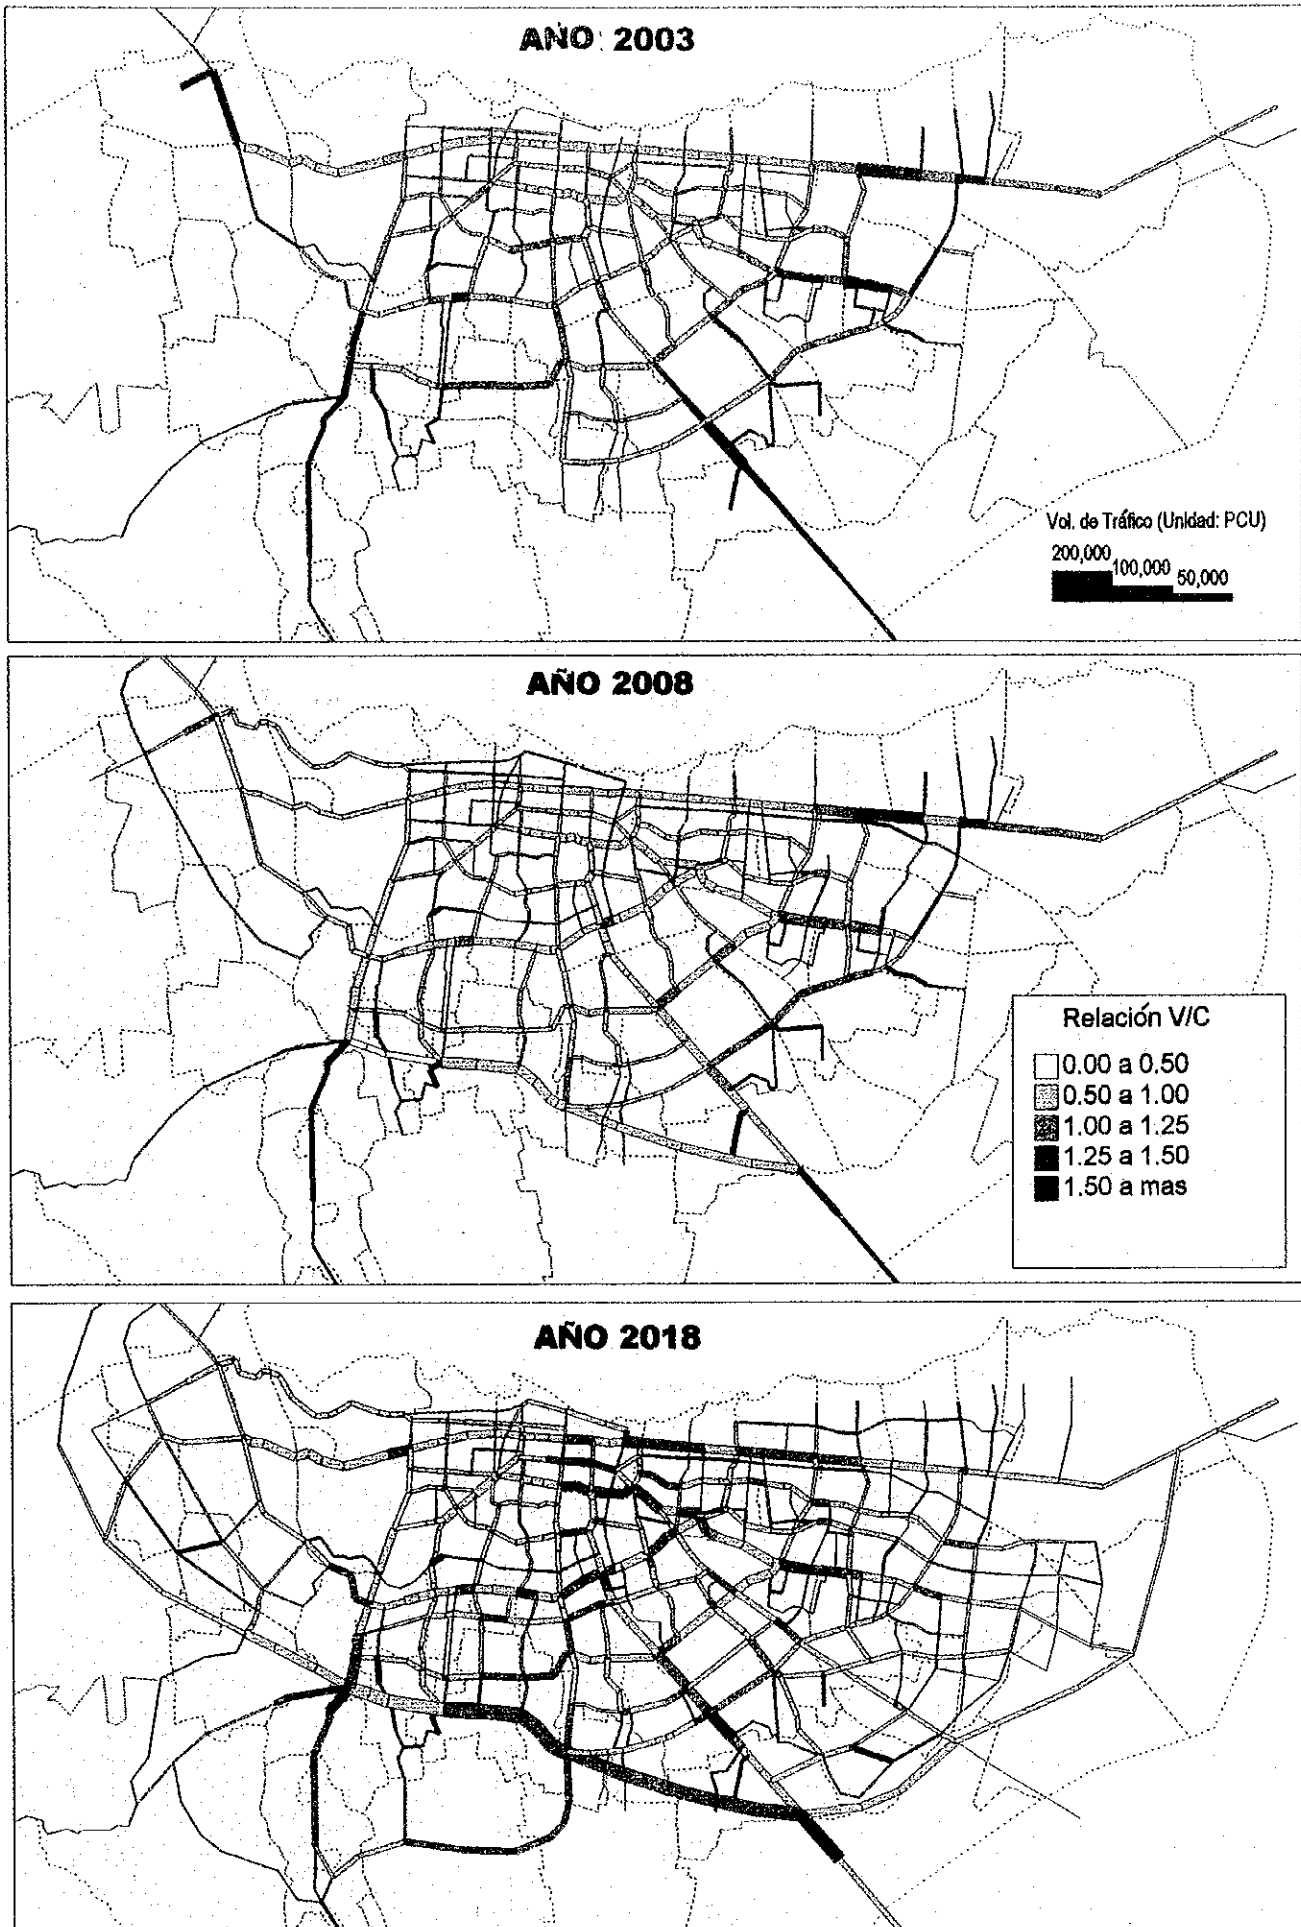 AÑO 2003
Vol. de Tráfico (Unidad: PCU)
200,000
100,000
50,000
AÑO 2008
Relación V/C
0.00 a 0.50
0.50 a 1.00
1.00 a 1.25
1.25 a 1.50
1.50 a mas
AÑO 2018